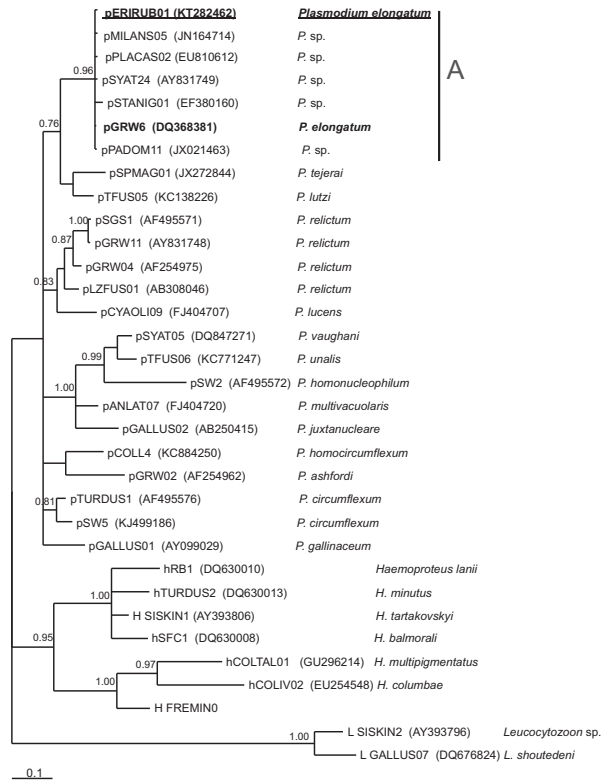 pERIRUB01 (KT282462) Plasmodium elongatum
pMILANS05 (JN164714) P. sp.
pPLACAS02 (EU810612) P. sp.
0.96
pSYAT24 (AY831749) P. sp.
A
pSTANIG01 (EF380160) P. sp.
0.76
pGRW6 (DQ368381) P. elongatum
pPADOM11 (JX021463) P. sp.
pSPMAG01 (JX272844) P. tejerai
pTFUS05 (KC138226) P. lutzi
1.00
pSGS1 (AF495571) P. relictum
0.87
pGRW11 (AY831748) P. relictum
pGRW04 (AF254975) P. relictum
0.83
pLZFUS01 (AB308046) P. relictum
pCYAOLI09 (FJ404707) P. lucens
pSYAT05 (DQ847271) P. vaughani
0.99
pTFUS06 (KC771247) P. unalis
pSW2 (AF495572) P. homonucleophilum
1.00
pANLAT07 (FJ404720) P. multivacuolaris
pGALLUS02 (AB250415) P. juxtanucleare
pCOLL4 (KC884250) P. homocircumflexum
pGRW02 (AF254962) P. ashfordi
0.81
pTURDUS1 (AF495576) P. circumflexum
pSW5 (KJ499186) P. circumflexum
pGALLUS01 (AY099029) P. gallinaceum
hRB1 (DQ630010) Haemoproteus lanii
1.00
hTURDUS2 (DQ630013) H. minutus
H SISKIN1 (AY393806) H. tartakovskyi
0.95
hSFC1 (DQ630008) H. balmorali
0.97
hCOLTAL01 (GU296214) H. multipigmentatus
1.00
hCOLIV02 (EU254548) H. columbae
H FREMIN0
1.00
L SISKIN2 (AY393796) Leucocytozoon sp.
L GALLUS07 (DQ676824) L. shoutedeni
0.1